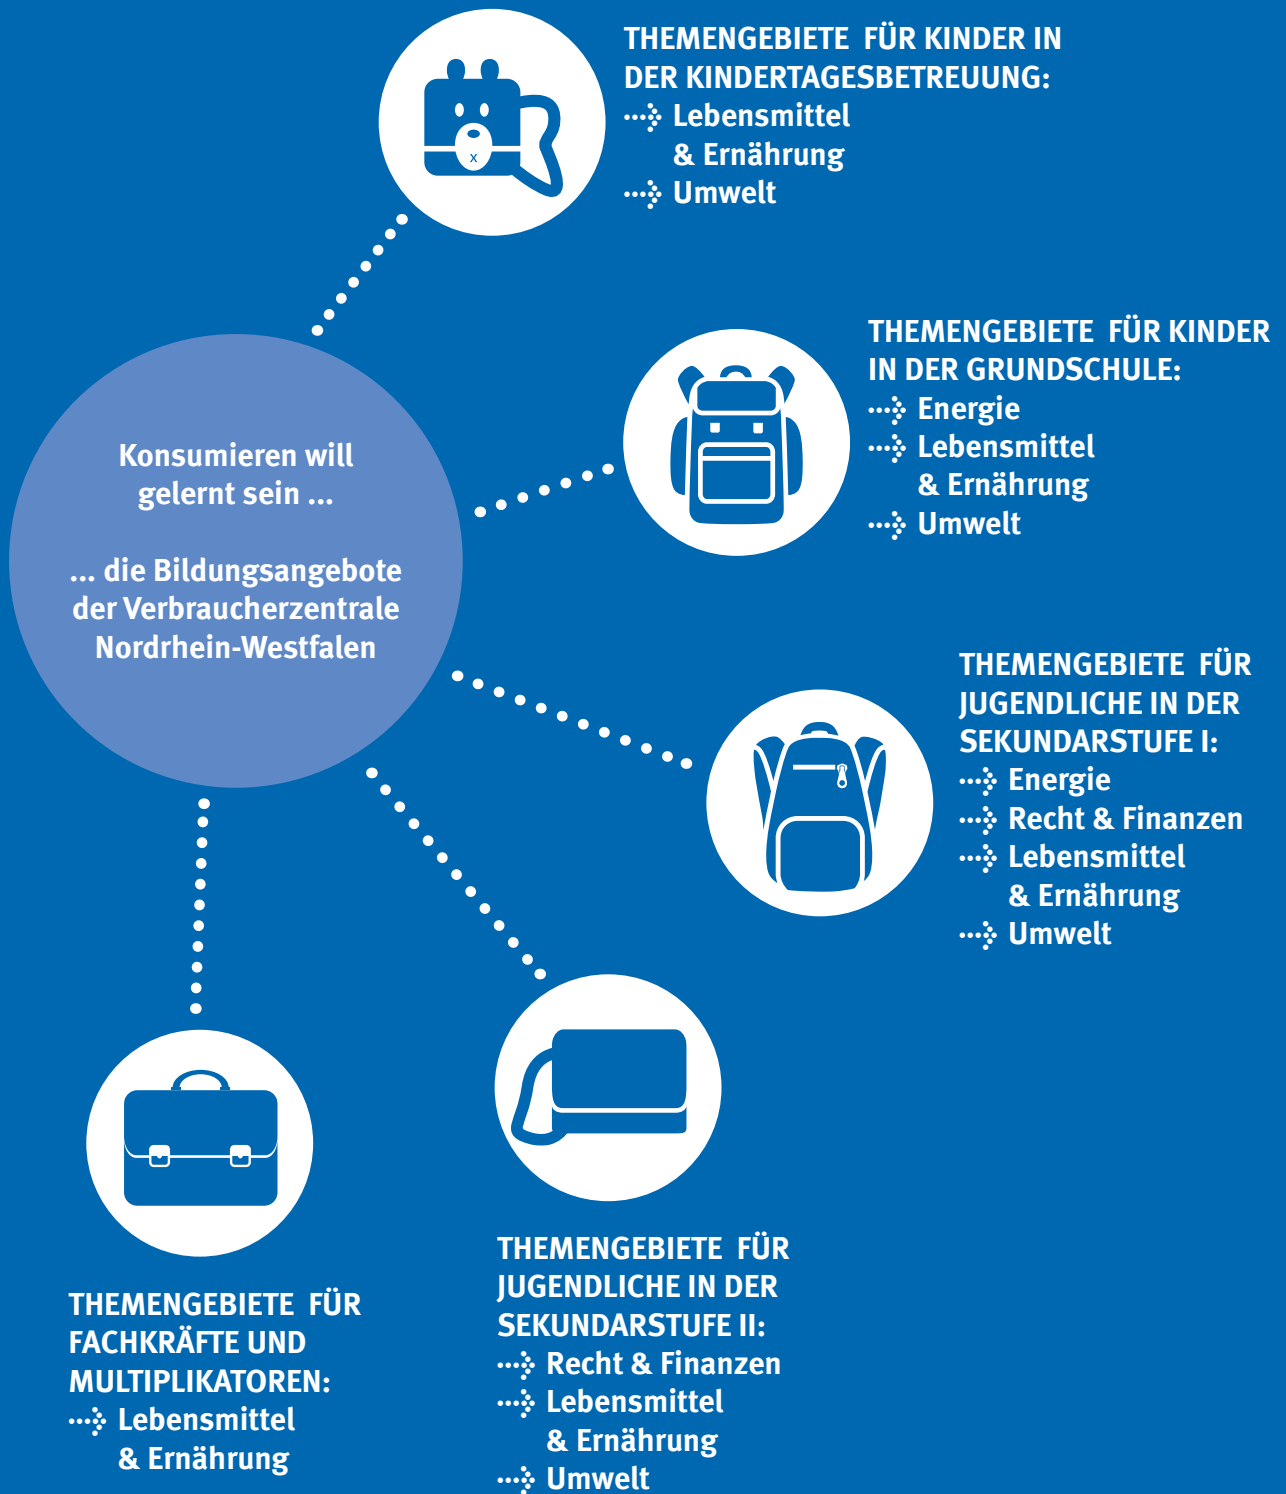 THEMENGEBIETE FÜR KINDER IN
DER KINDERTAGESBETREUUNG:
Lebensmittel
& Ernährung
Umwelt
THEMENGEBIETE FÜR KINDER
IN DER GRUNDSCHULE:
Energie
Lebensmittel
& Ernährung
Umwelt
Konsumieren will
gelernt sein ...
... die Bildungsangebote
der Verbraucherzentrale
Nordrhein-Westfalen
THEMENGEBIETE FÜR
JUGENDLICHE IN DER
SEKUNDARSTUFE I:
Energie
Recht & Finanzen
Lebensmittel
& Ernährung
Umwelt
THEMENGEBIETE FÜR
JUGENDLICHE IN DER
SEKUNDARSTUFE II:
Recht & Finanzen
Lebensmittel
& Ernährung
Umwelt
THEMENGEBIETE FÜR
FACHKRÄFTE UND
MULTIPLIKATOREN:
Lebensmittel
& Ernährung